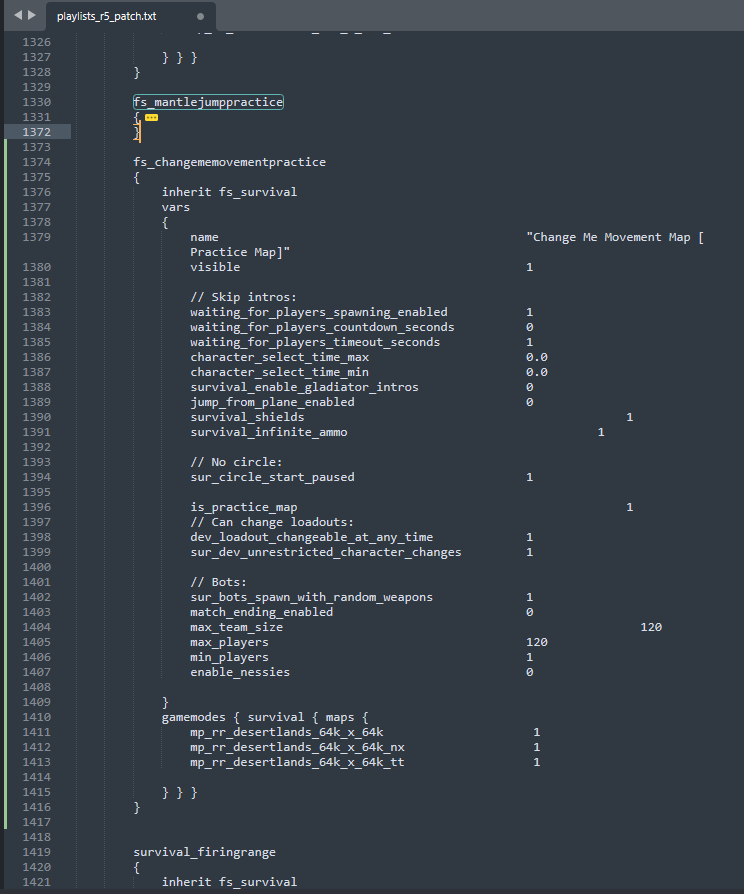 playlists_r5_patch.txt
1326
1327 } } }
1328 }
1329
1330 fs_mantlejumppractice
1331 {
1372 }
1373
1374 fs_changememovementpractice
1375 {
1376 inherit fs_survival
1377 vars
1378 {
1379 name "Change Me Movement Map [
Practice Map]"
1380 visible 1
1381
1382 // Skip intros:
1383 waiting_for_players_spawning_enabled 1
1384 waiting_for_players_countdown_seconds 0
1385 waiting_for_players_timeout_seconds 1
1386 character_select_time_max 0.0
1387 character_select_time_min 0.0
1388 survival_enable_gladiator_intros 0
1389 jump_from_plane_enabled 0
1390 survival_shields 1
1391 survival_infinite_ammo 1
1392
1393 // No circle:
1394 sur_circle_start_paused 1
1395
1396 is_practice_map 1
1397 // Can change loadouts:
1398 dev_loadout_changeable_at_any_time 1
1399 sur_dev_unrestricted_character_changes 1
1400
1401 // Bots:
1402 sur_bots_spawn_with_random_weapons 1
1403 match_ending_enabled 0
1404 max_team_size 120
1405 max_players 120
1406 min_players 1
1407 enable_nessies 0
1408
1409 }
1410 gamemodes { survival { maps {
1411 mp_rr_desertlands_64k_x_64k 1
1412 mp_rr_desertlands_64k_x_64k_nx 1
1413 mp_rr_desertlands_64k_x_64k_tt 1
1414
1415 } } }
1416 }
1417
1418
1419 survival_firingrange
1420 {
1421 inherit fs_survival